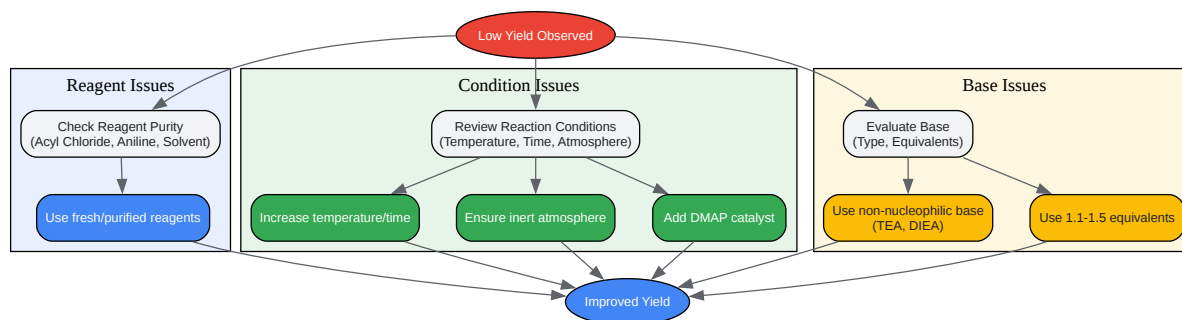 Low Yield Observed
Reagent Issues
Condition Issues
Base Issues
Check Reagent Purity
(Acyl Chloride, Aniline, Solvent)
Review Reaction Conditions
(Temperature, Time, Atmosphere)
Evaluate Base
(Type, Equivalents)
Use fresh/purified reagents
Increase temperature/time
Ensure inert atmosphere
Add DMAP catalyst
Use non-nucleophilic base
(TEA, DIEA)
Use 1.1-1.5 equivalents
Improved Yield